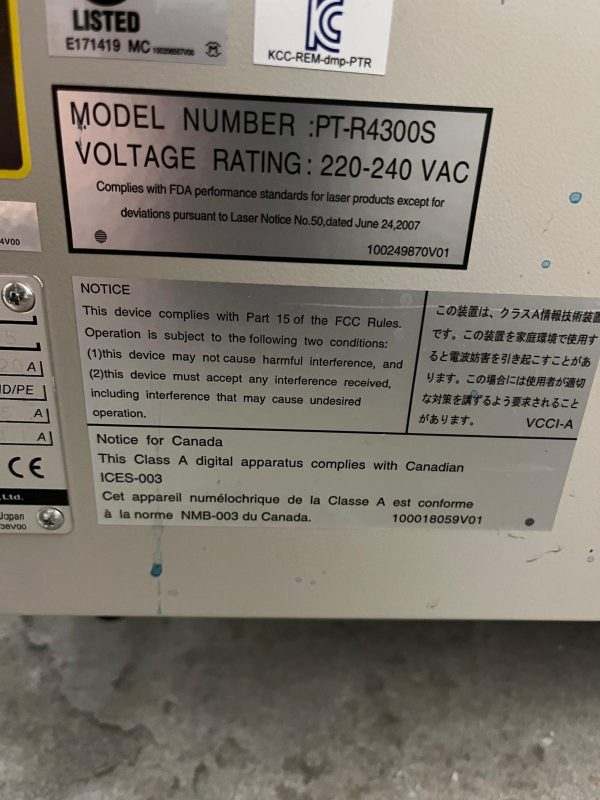 LISTED
E171419 MC
KCC-REM-dmp-PTR
MODEL NUMBER :PT-R4300S
VOLTAGE RATING: 220-240 VAC
Complies with FDA performance standards for laser products except for
deviations pursuant to Laser Notice No.50,dated June 24,2007
100249870V01
4V00
A
ND/PE
A
A
CE
,Ltd.
Japan
38V00
NOTICE
This device complies with Part 15 of the FCC Rules.
Operation is subject to the following two conditions:
(1)this device may not cause harmful interference, and
(2)this device must accept any interference received,
including interference that may cause undesired
operation.
この装置は、クラスA情報技術装置
です。この装置を家庭環境で使用す
ると電波妨害を引き起こすことがあ
ります。この場合には使用者が適切
な対策を講ずるよう要求されること
があります。 VCCI-A
Notice for Canada
This Class A digital apparatus complies with Canadian
ICES-003
Cet appareil numélochrique de la Classe A est conforme
à la norme NMB-003 du Canada. 100018059V01